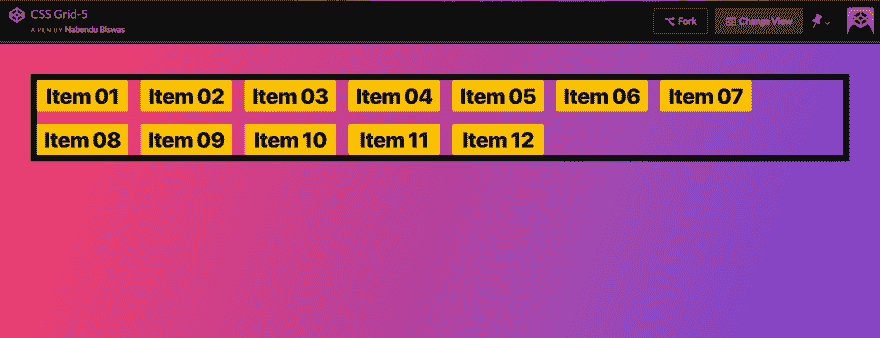 CSS Grid-5
A PEN BY Nabendu Biswas
Fork
Change View
Item 01 Item 02 Item 03 Item 04 Item 05 Item 06 Item 07
Item 08 Item 09 Item 10 Item 11 Item 12